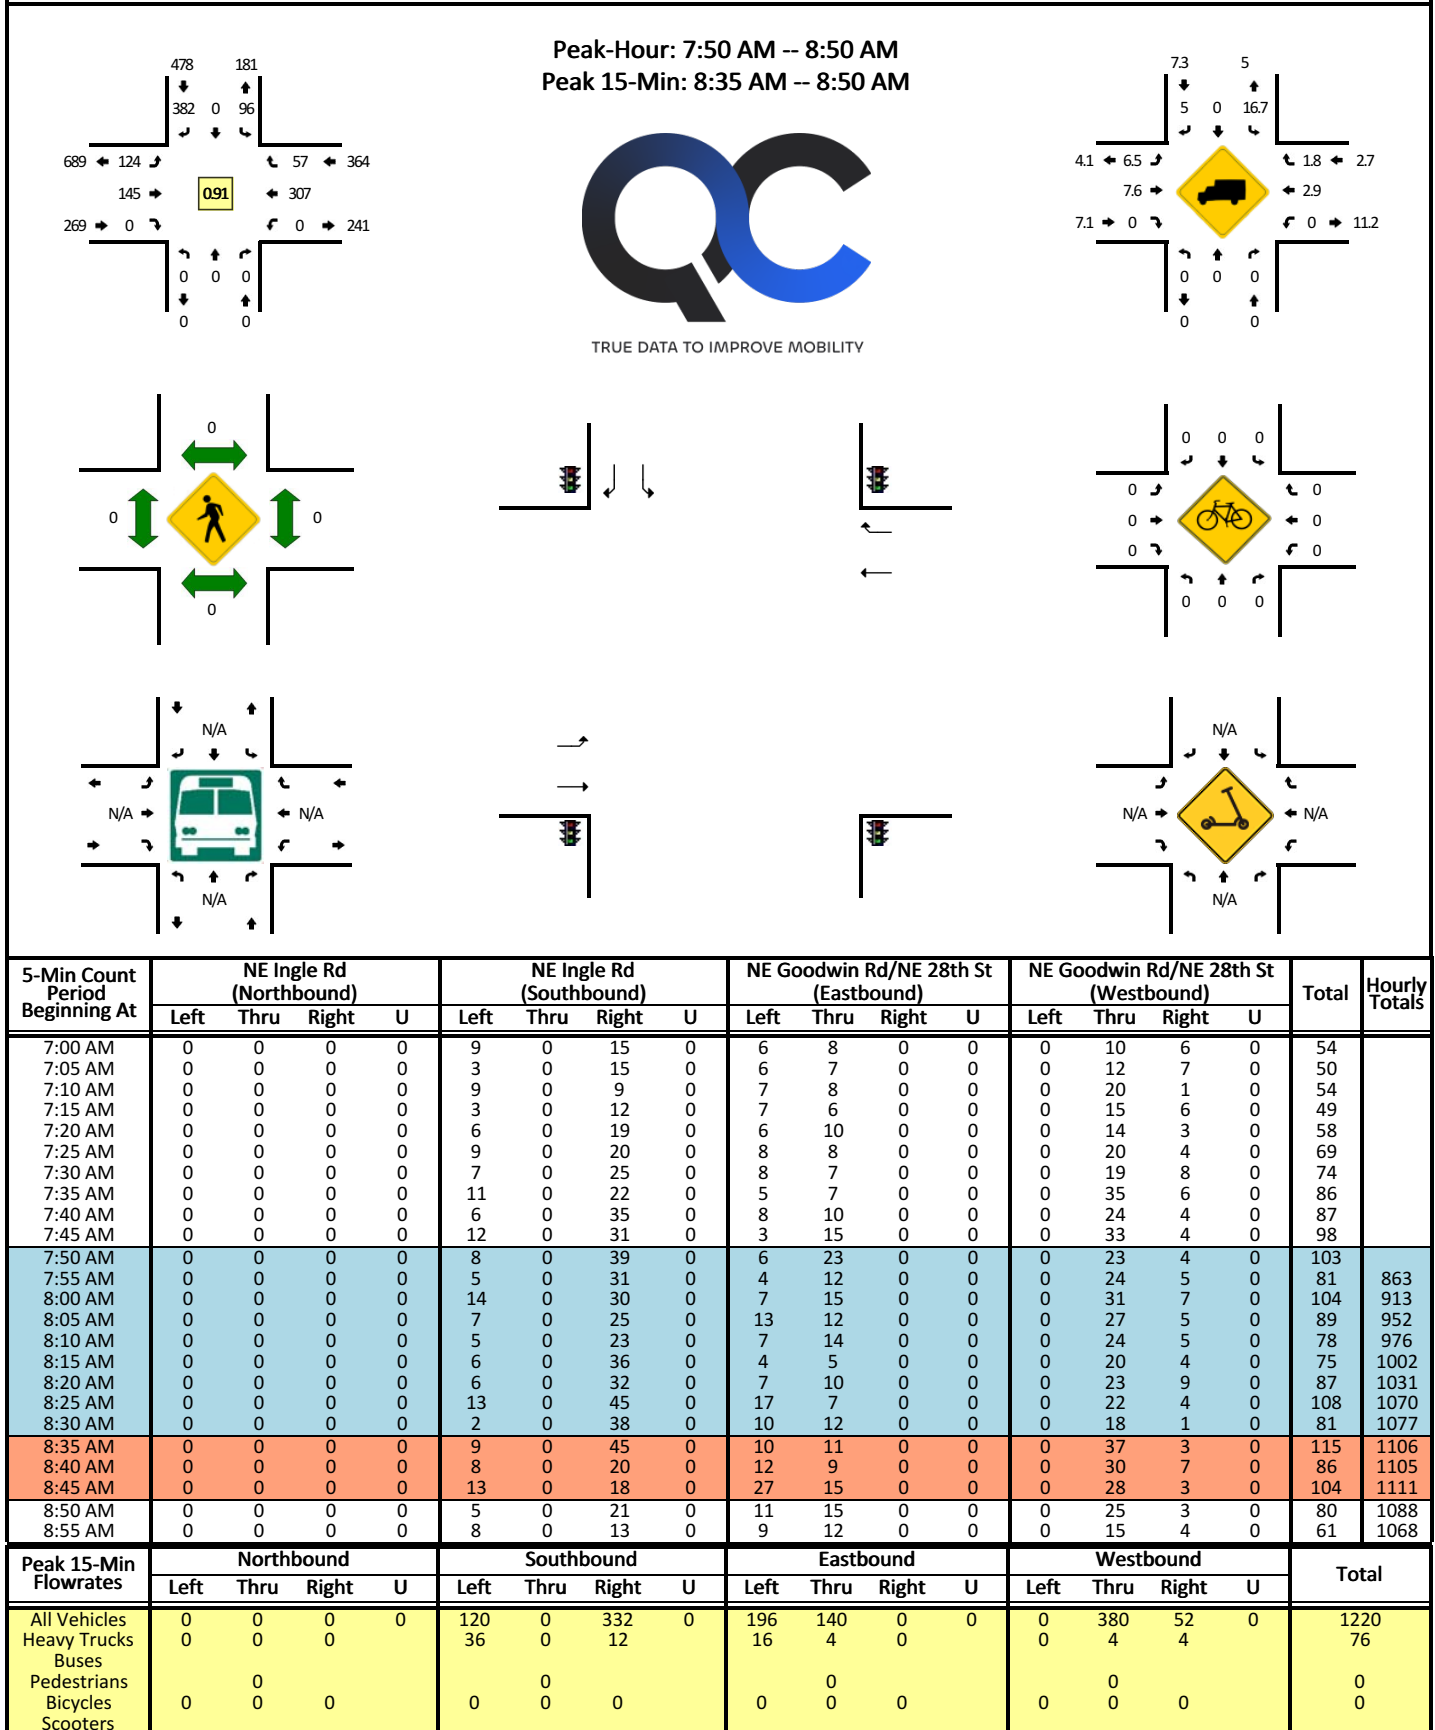 Peak-Hour: 7:50 AM -- 8:50 AM
Peak 15-Min: 8:35 AM -- 8:50 AM
478 181
382 0 96
689 124 57 364
145 0.91 307
269 0 0 241
0 0 0
0 0
7.3 5
5 0 16.7
4.1 6.5 1.8 2.7
7.6 2.9
7.1 0 0 11.2
0 0 0
0 0
QC
TRUE DATA TO IMPROVE MOBILITY
0
0 0
0
0 0 0
0 0
0 0
0 0
0 0 0
N/A
N/A N/A
N/A
N/A
N/A N/A
N/A
5-Min Count Period Beginning At NE Ingle Rd (Northbound) NE Ingle Rd (Southbound) NE Goodwin Rd/NE 28th St (Eastbound) NE Goodwin Rd/NE 28th St (Westbound) Total Hourly Totals
Left Thru Right U Left Thru Right U Left Thru Right U Left Thru Right U
7:00 AM 0 0 0 0 9 0 15 0 6 8 0 0 0 10 6 0 54
7:05 AM 0 0 0 0 3 0 15 0 6 7 0 0 0 12 7 0 50
7:10 AM 0 0 0 0 9 0 9 0 7 8 0 0 0 20 1 0 54
7:15 AM 0 0 0 0 3 0 12 0 7 6 0 0 0 15 6 0 49
7:20 AM 0 0 0 0 6 0 19 0 6 10 0 0 0 14 3 0 58
7:25 AM 0 0 0 0 9 0 20 0 8 8 0 0 0 20 4 0 69
7:30 AM 0 0 0 0 7 0 25 0 8 7 0 0 0 19 8 0 74
7:35 AM 0 0 0 0 11 0 22 0 5 7 0 0 0 35 6 0 86
7:40 AM 0 0 0 0 6 0 35 0 8 10 0 0 0 24 4 0 87
7:45 AM 0 0 0 0 12 0 31 0 3 15 0 0 0 33 4 0 98
7:50 AM 0 0 0 0 8 0 39 0 6 23 0 0 0 23 4 0 103
7:55 AM 0 0 0 0 5 0 31 0 4 12 0 0 0 24 5 0 81 863
8:00 AM 0 0 0 0 14 0 30 0 7 15 0 0 0 31 7 0 104 913
8:05 AM 0 0 0 0 7 0 25 0 13 12 0 0 0 27 5 0 89 952
8:10 AM 0 0 0 0 5 0 23 0 7 14 0 0 0 24 5 0 78 976
8:15 AM 0 0 0 0 6 0 36 0 4 5 0 0 0 20 4 0 75 1002
8:20 AM 0 0 0 0 6 0 32 0 7 10 0 0 0 23 9 0 87 1031
8:25 AM 0 0 0 0 13 0 45 0 17 7 0 0 0 22 4 0 108 1070
8:30 AM 0 0 0 0 2 0 38 0 10 12 0 0 0 18 1 0 81 1077
8:35 AM 0 0 0 0 9 0 45 0 10 11 0 0 0 37 3 0 115 1106
8:40 AM 0 0 0 0 8 0 20 0 12 9 0 0 0 30 7 0 86 1105
8:45 AM 0 0 0 0 13 0 18 0 27 15 0 0 0 28 3 0 104 1111
8:50 AM 0 0 0 0 5 0 21 0 11 15 0 0 0 25 3 0 80 1088
8:55 AM 0 0 0 0 8 0 13 0 9 12 0 0 0 15 4 0 61 1068
Peak 15-Min Flowrates Northbound Southbound Eastbound Westbound Total
Left Thru Right U Left Thru Right U Left Thru Right U Left Thru Right U
All Vehicles 0 0 0 0 120 0 332 0 196 140 0 0 0 380 52 0 1220
Heavy Trucks 0 0 0 36 0 12 16 4 0 0 4 4 76
Buses
Pedestrians 0 0 0 0 0
Bicycles 0 0 0 0 0 0 0 0 0 0 0 0 0
Scooters